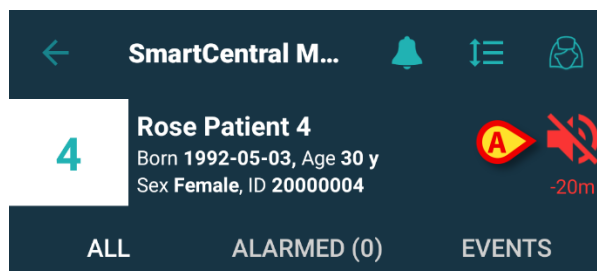 SmartCentral M...
4
Rose Patient 4
Born 1992-05-03, Age 30 y
Sex Female, ID 20000004
A
-20m
ALL ALARMED (0) EVENTS